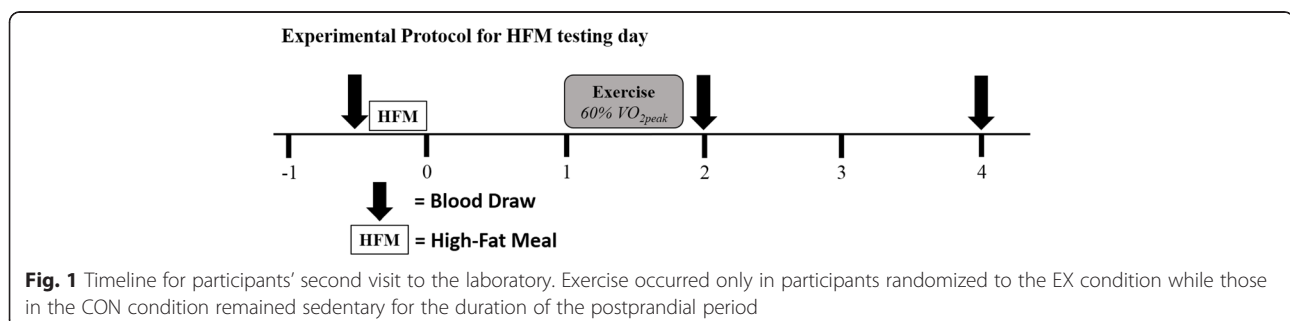 Experimental Protocol for HFM testing day
HFM
Exercise
60% VO2peak
-1 0 1 2 3 4
= Blood Draw
HFM = High-Fat Meal
Fig. 1 Timeline for participants' second visit to the laboratory. Exercise occurred only in participants randomized to the EX condition while those
in the CON condition remained sedentary for the duration of the postprandial period